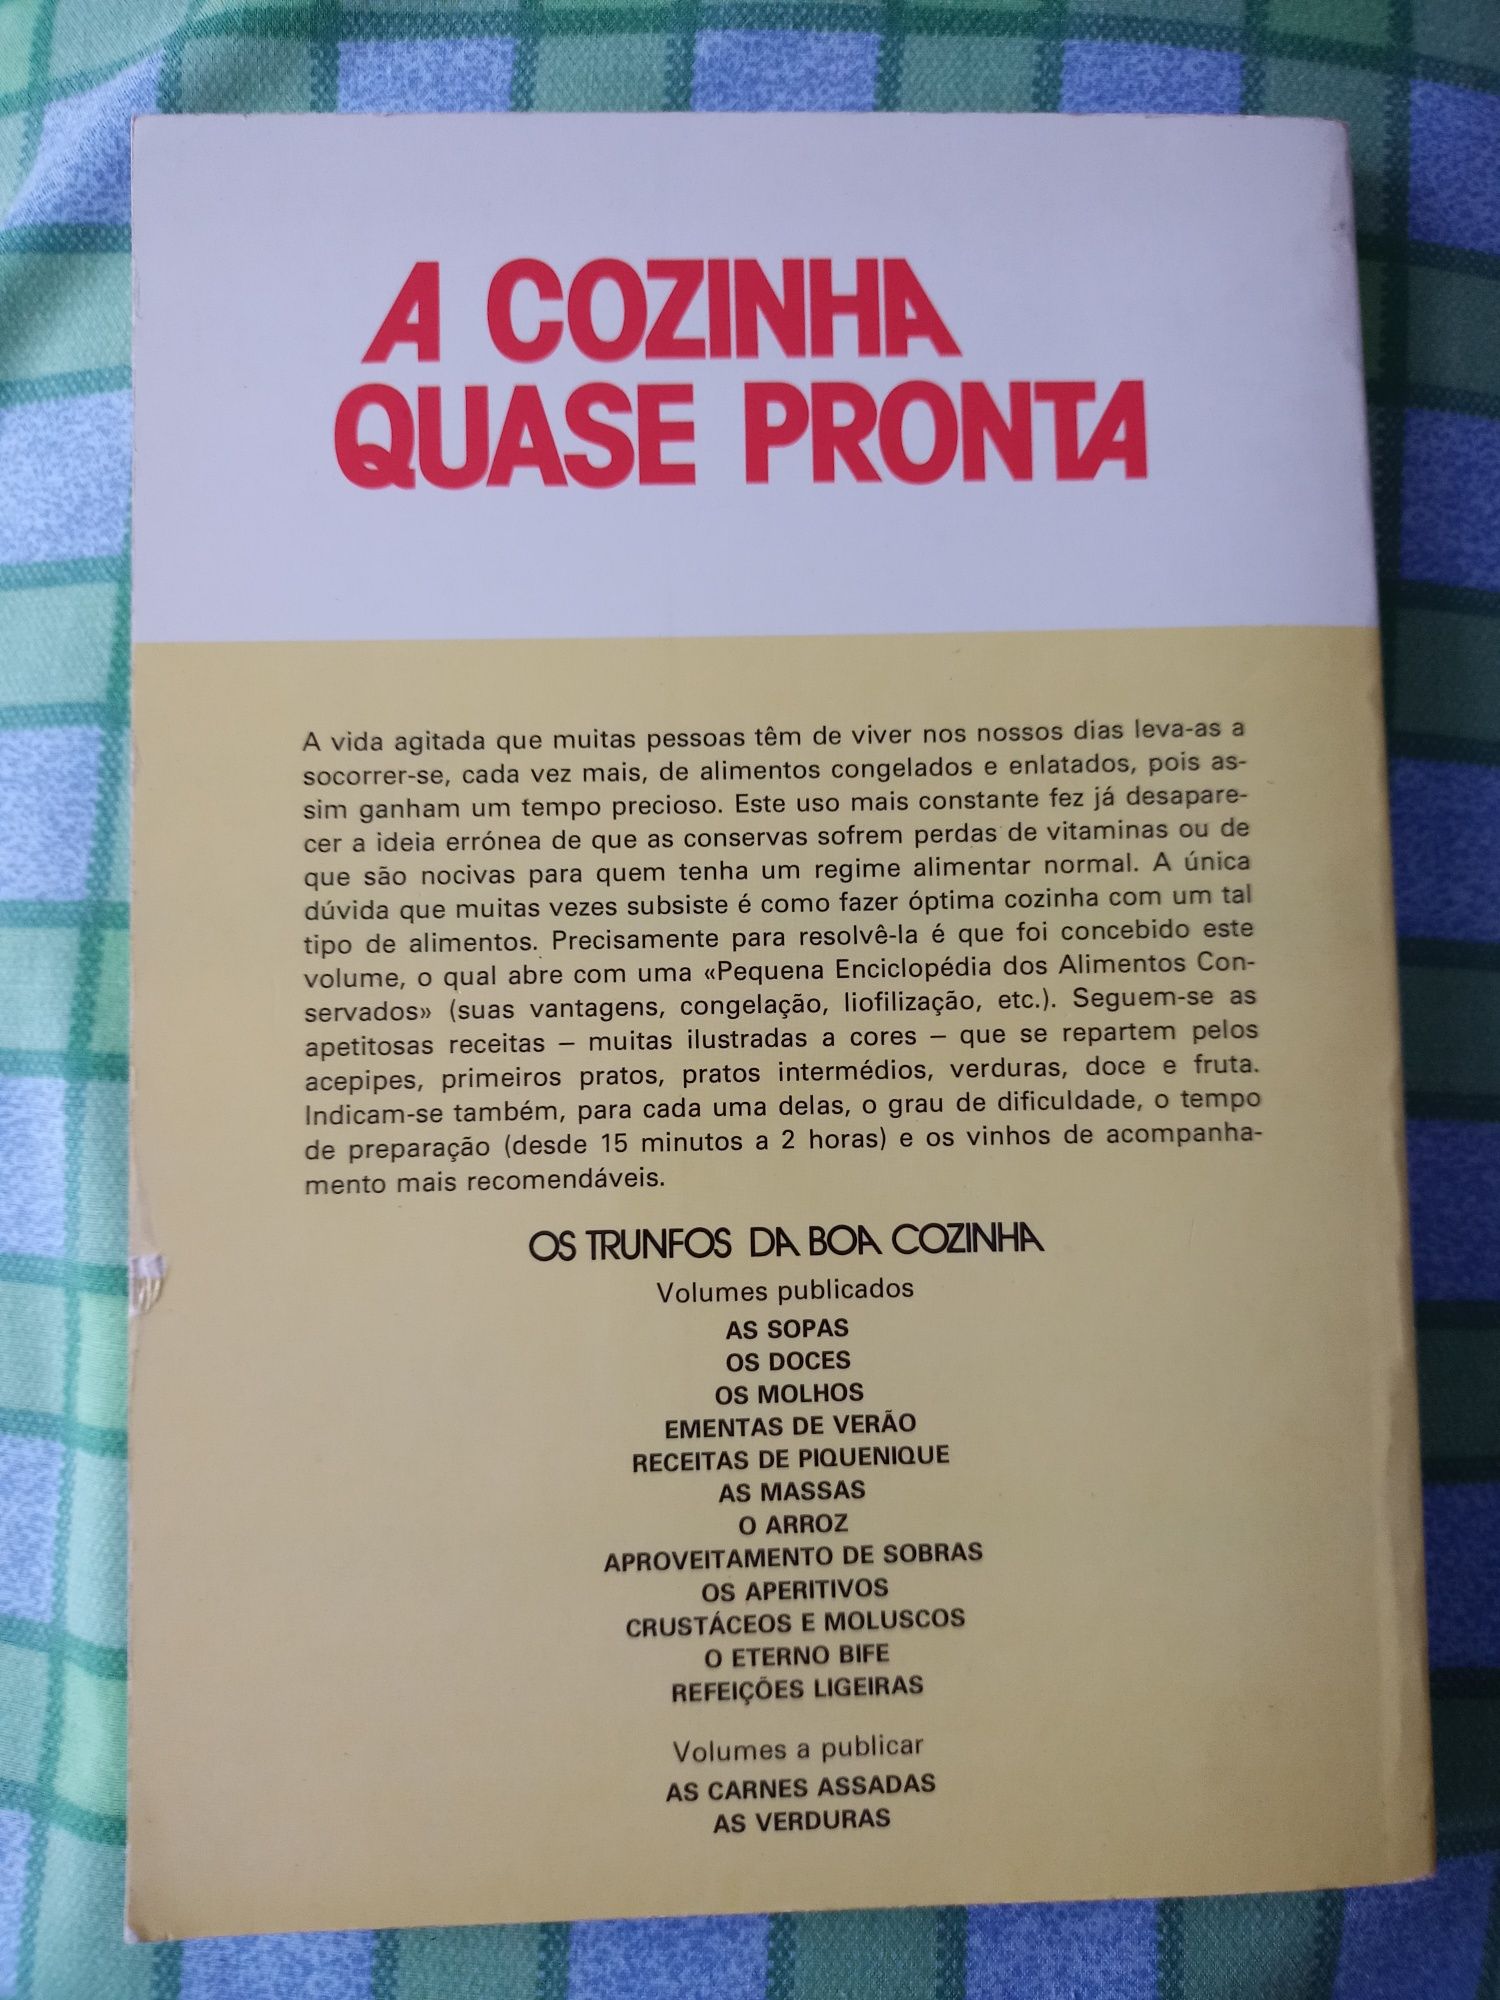 A COZINHA
QUASE PRONTA
A vida agitada que muitas pessoas têm de viver nos nossos dias leva-as a
socorrer-se, cada vez mais, de alimentos congelados e enlatados, pois as-
sim ganham um tempo precioso. Este uso mais constante fez já desapare-
cer a ideia errónea de que as conservas sofrem perdas de vitaminas ou de
que são nocivas para quem tenha um regime alimentar normal. A única
dúvida que muitas vezes subsiste é como fazer óptima cozinha com um tal
tipo de alimentos. Precisamente para resolvê-la é que foi concebido este
volume, o qual abre com uma «Pequena Enciclopédia dos Alimentos Con-
servados» (suas vantagens, congelação, liofilização, etc.). Seguem-se as
apetitosas receitas – muitas ilustradas a cores – que se repartem pelos
acepipes, primeiros pratos, pratos intermédios, verduras, doce e fruta.
Indicam-se também, para cada uma delas, o grau de dificuldade, o tempo
de preparação (desde 15 minutos a 2 horas) e os vinhos de acompanha-
mento mais recomendáveis.
OS TRUNFOS DA BOA COZINHA
Volumes publicados
AS SOPAS
OS DOCES
OS MOLHOS
EMENTAS DE VERÃO
RECEITAS DE PIQUENIQUE
AS MASSAS
O ARROZ
APROVEITAMENTO DE SOBRAS
OS APERITIVOS
CRUSTÁCEOS E MOLUSCOS
O ETERNO BIFE
REFEIÇÕES LIGEIRAS
Volumes a publicar
AS CARNES ASSADAS
AS VERDURAS